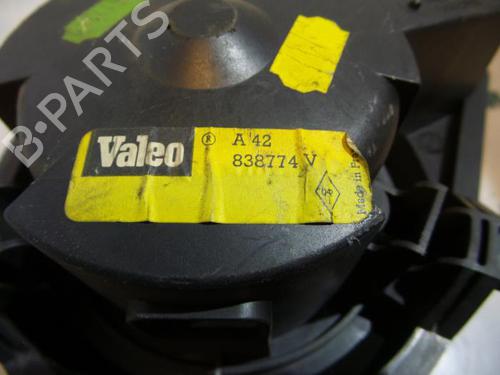 Valeo ® A 42
838774 V
Made in
B-PARTS